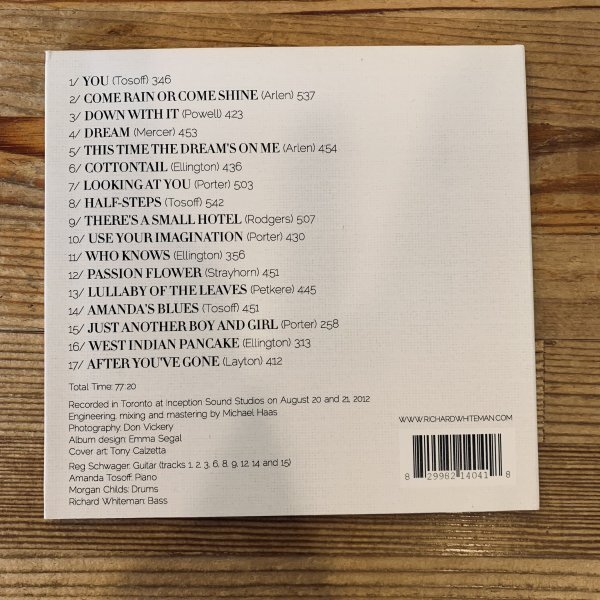 1/ YOU (Tosoff) 346
2/ COME RAIN OR COME SHINE (Arlen) 537
3/ DOWN WITH IT (Powell) 423
4/ DREAM (Mercer) 453
5/ THIS TIME THE DREAM'S ON ME (Arlen) 454
6/ COTTONTAIL (Ellington) 436
7/ LOOKING AT YOU (Porter) 503
8/ HALF-STEPS (Tosoff) 542
9/ THERE'S A SMALL HOTEL (Rodgers) 507
10/ USE YOUR IMAGINATION (Porter) 430
11/ WHO KNOWS (Ellington) 356
12/ PASSION FLOWER (Strayhorn) 451
13/ LULLABY OF THE LEAVES (Petkere) 445
14/ AMANDA'S BLUES (Tosoff) 451
15/ JUST ANOTHER BOY AND GIRL (Porter) 258
16/ WEST INDIAN PANCAKE (Ellington) 313
17/ AFTER YOU'VE GONE (Layton) 412
Total Time: 77:20
Recorded in Toronto at Inception Sound Studios on August 20 and 21, 2012
Engineering, mixing and mastering by Michael Haas
Photography: Don Vickery
Album design: Emma Segal
Cover art: Tony Calzetta
Reg Schwager: Guitar (tracks 1, 2, 3, 6, 8, 9, 12 14 and 15)
Amanda Tosoff: Piano
Morgan Childs: Drums
Richard Whiteman: Bass
WWW.RICHARDWHITEMAN.COM
8 29982 14041 8